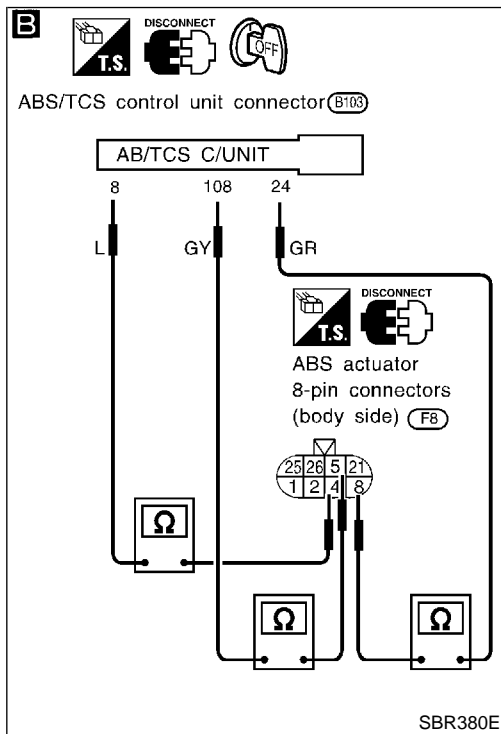 B
T.S.
DISCONNECT
OFF
ABS/TCS control unit connector B103
AB/TCS C/UNIT
8 108 24
L GY GR
T.S.
DISCONNECT
ABS actuator
8-pin connectors
(body side) F8
25 26 5 21
1 2 4 8
Ω
Ω Ω
SBR380E